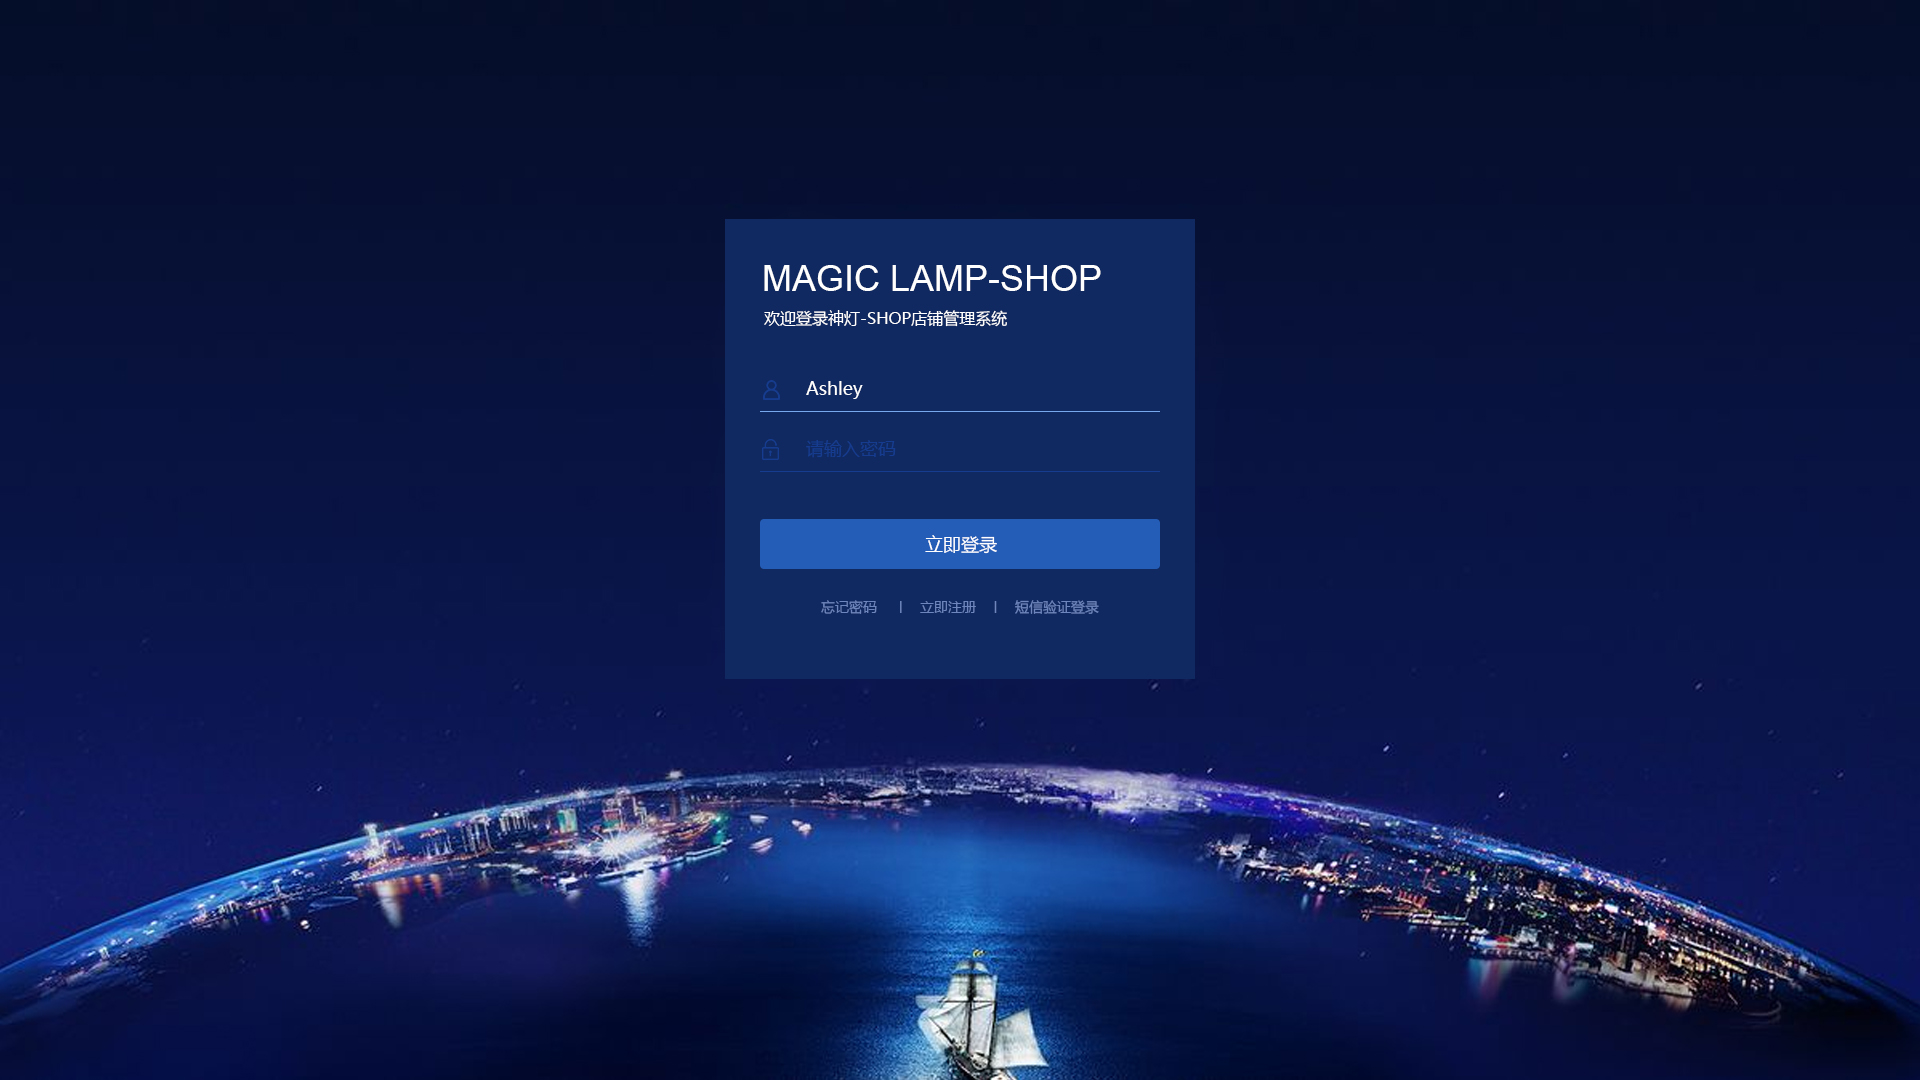 MAGIC LAMP-SHOP
欢迎登录神灯-SHOP店铺管理系统
Ashley
请输入密码
立即登录
忘记密码 | 立即注册 | 短信验证登录